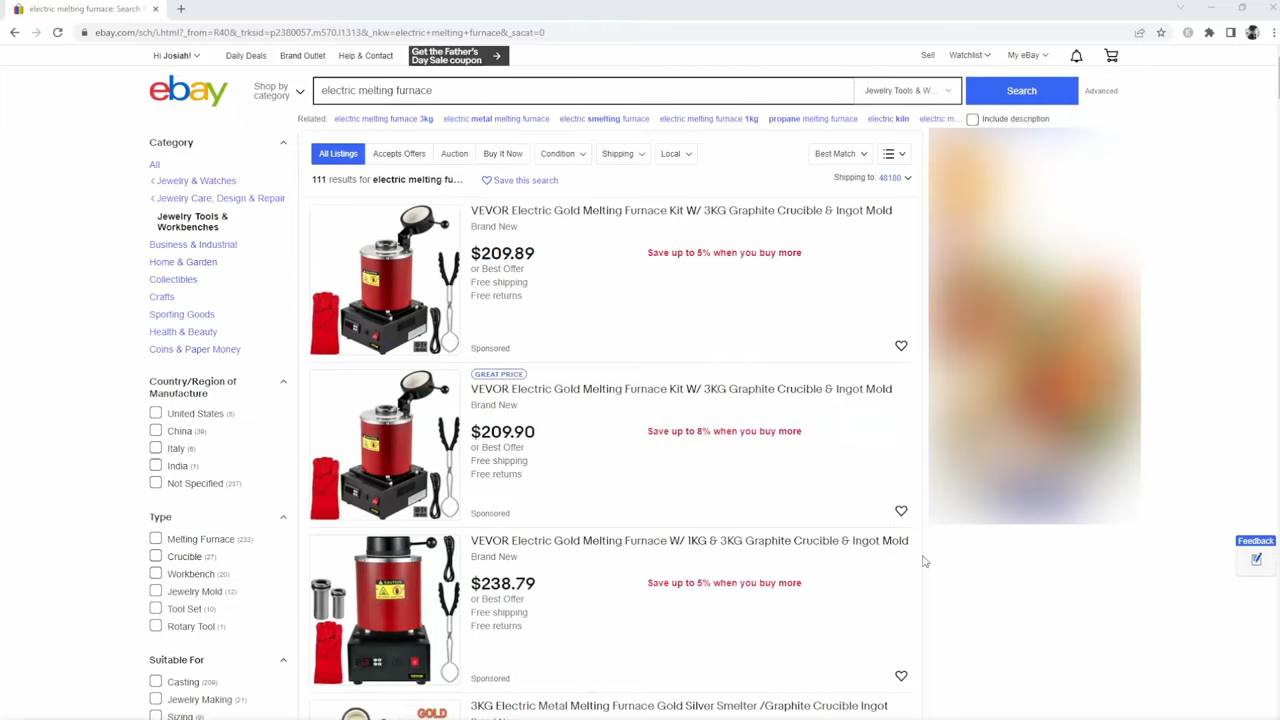 electric melting furnace: Search
ebay.com/sch/i.html?_from=R40&_trksid=p2380057.m570.l1313&_nkw=electric+melting+furnace&_sacat=0
Hi Josiah!
Daily Deals
Brand Outlet
Help & Contact
Get the Father's
Day Sale coupon
Sell
Watchlist
My eBay
ebay
Shop by
category
electric melting furnace
Jewelry Tools & W...
Search
Advanced
Related:
electric melting furnace 3kg
electric metal melting furnace
electric smelting furnace
electric melting furnace 1kg
propane melting furnace
electric kiln
electric m...
Include description
Category
All
Jewelry & Watches
Jewelry Care, Design & Repair
Jewelry Tools &
Workbenches
Business & Industrial
Home & Garden
Collectibles
Crafts
Sporting Goods
Health & Beauty
Coins & Paper Money
Country/Region of
Manufacture
United States (5)
China (39)
Italy (6)
India (1)
Not Specified (237)
Type
Melting Furnace (233)
Crucible (27)
Workbench (20)
Jewelry Mold (12)
Tool Set (10)
Rotary Tool (1)
Suitable For
Casting (209)
Jewelry Making (21)
Sizing (9)
All Listings
Accepts Offers
Auction
Buy It Now
Condition
Shipping
Local
Best Match
111 results for electric melting fu...
Save this search
Shipping to: 48180
VEVOR Electric Gold Melting Furnace Kit W/ 3KG Graphite Crucible & Ingot Mold
Brand New
$209.89
Save up to 5% when you buy more
or Best Offer
Free shipping
Free returns
Sponsored
GREAT PRICE
VEVOR Electric Gold Melting Furnace Kit W/ 3KG Graphite Crucible & Ingot Mold
Brand New
$209.90
Save up to 8% when you buy more
or Best Offer
Free shipping
Free returns
Sponsored
VEVOR Electric Gold Melting Furnace W/ 1KG & 3KG Graphite Crucible & Ingot Mold
Brand New
$238.79
Save up to 5% when you buy more
or Best Offer
Free shipping
Free returns
Sponsored
3KG Electric Metal Melting Furnace Gold Silver Smelter /Graphite Crucible Ingot
Brand New
GOLD
Feedback